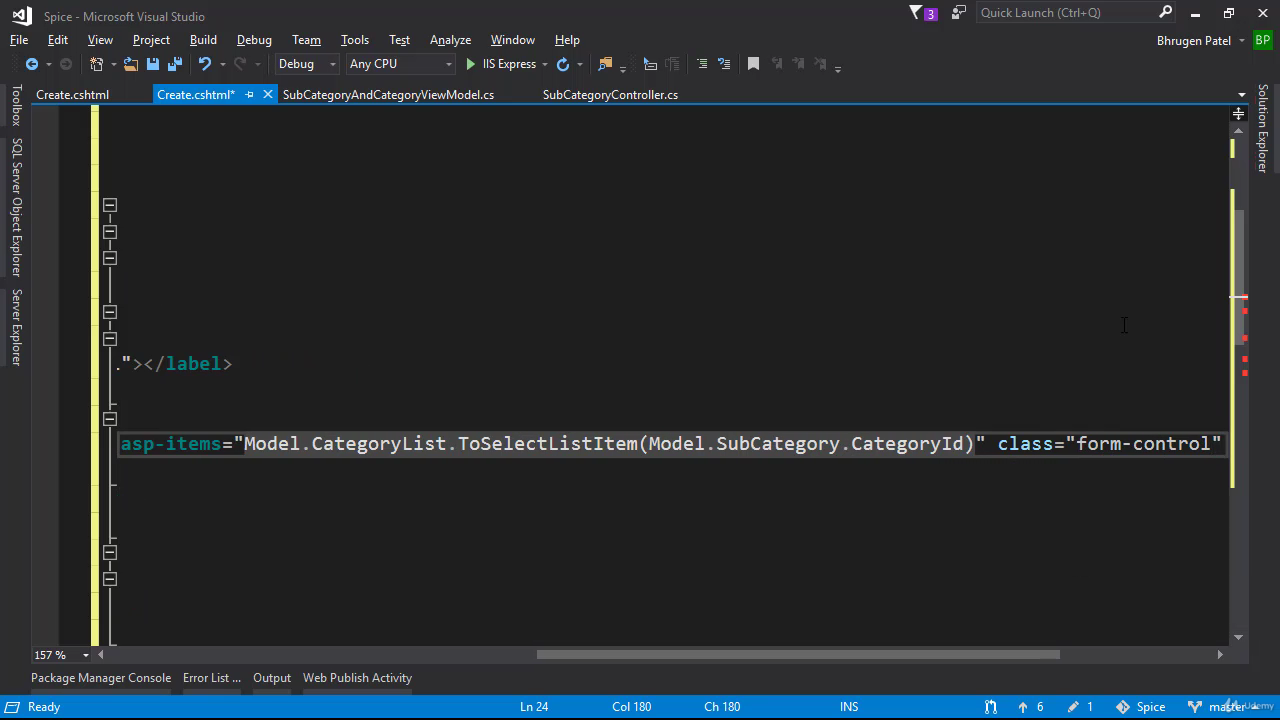 Spice - Microsoft Visual Studio
3
Quick Launch (Ctrl+Q)
File Edit View Project Build Debug Team Tools Test Analyze Window Help
Bhrugen Patel BP
Debug Any CPU IIS Express
Create.cshtml Create.cshtml* SubCategoryAndCategoryViewModel.cs SubCategoryController.cs
Toolbox
SQL Server Object Explorer
Server Explorer
Solution Explorer
."></label>
asp-items="Model.CategoryList.ToSelectListItem(Model.SubCategory.CategoryId)" class="form-control"
157 %
Package Manager Console Error List ... Output Web Publish Activity
Ready Ln 24 Col 180 Ch 180 INS 6 1 Spice master
Udemy